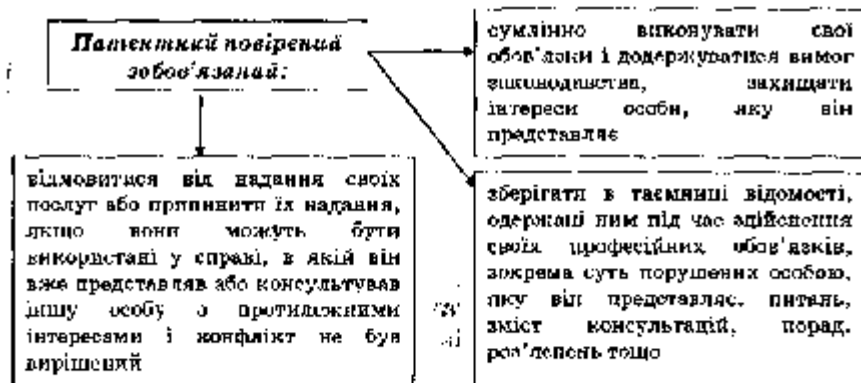 Патентний повірений
зобов'язаний:
сумлінно виконувати свої
обов'язки і додержуватися вимог
законодавства, захищати
інтереси особи, яку він
представляє
відмовитися від надання своїх
послуг або припинити їх надання,
якщо вони можуть бути
використані у справі, в якій він
вже представляв або консультував
іншу особу з протилежними
інтересами і конфлікт не був
вирішений
зберігати в таємниці відомості,
одержані ним під час здійснення
своїх професійних обов'язків,
зокрема суть порушених особою,
яку він представляє, питань,
зміст консультацій, порад,
роз'яснень тощо